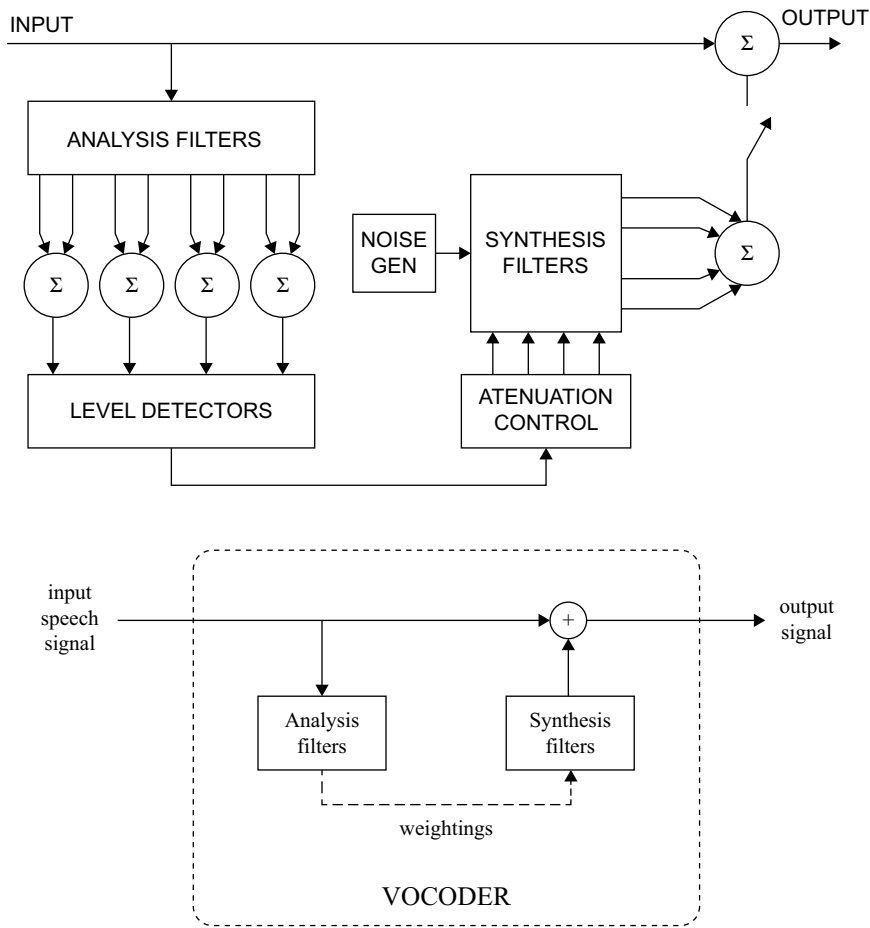 INPUT
OUTPUT
Σ
ANALYSIS FILTERS
NOISE
GEN
SYNTHESIS
FILTERS
Σ
Σ
Σ
Σ
Σ
LEVEL DETECTORS
ATENUATION
CONTROL
input
speech
signal
+
output
signal
Analysis
filters
Synthesis
filters
weightings
VOCODER